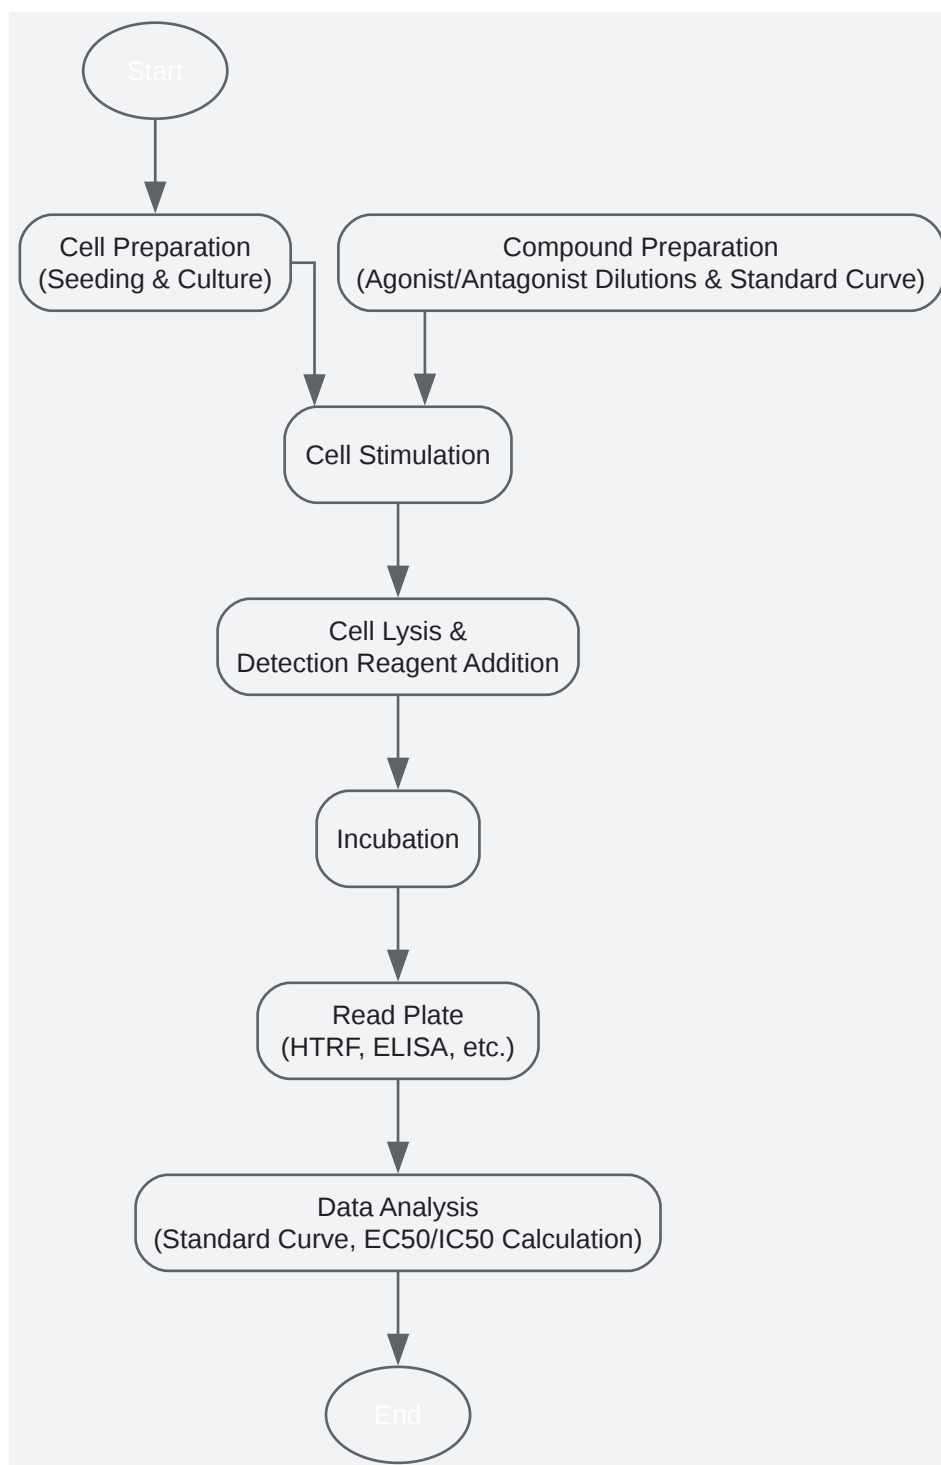 Start
Cell Preparation
(Seeding & Culture)
Compound Preparation
(Agonist/Antagonist Dilutions & Standard Curve)
Cell Stimulation
Cell Lysis &
Detection Reagent Addition
Incubation
Read Plate
(HTRF, ELISA, etc.)
Data Analysis
(Standard Curve, EC50/IC50 Calculation)
End